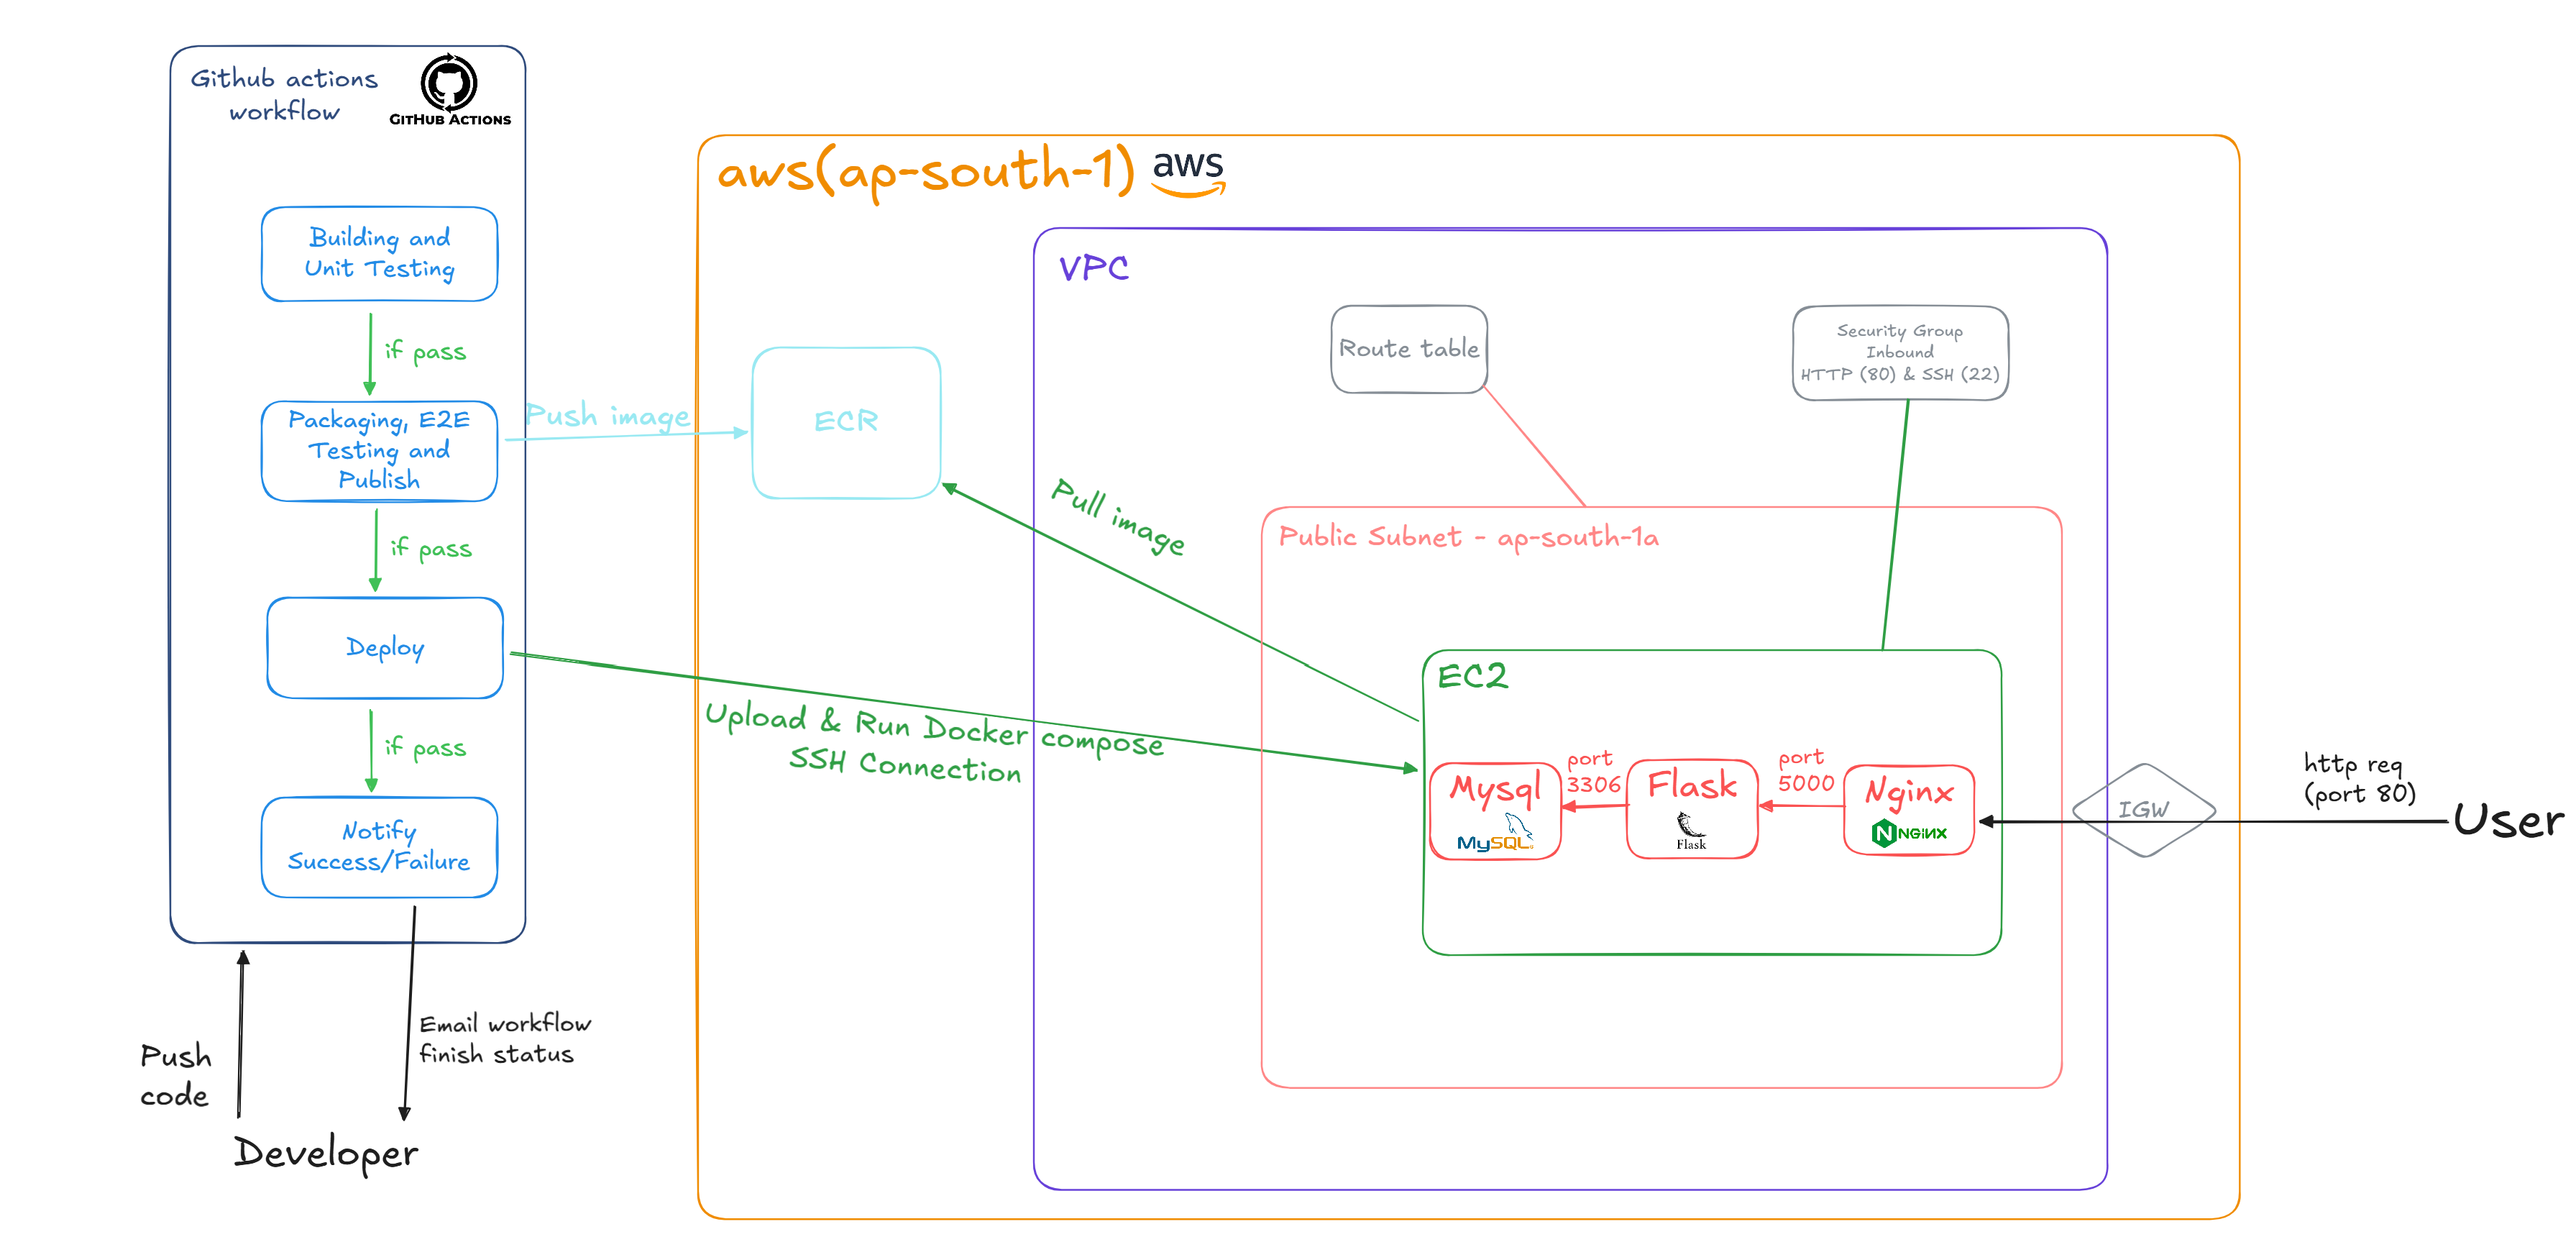 Github actions
workflow
GITHUB ACTIONS
Building and
Unit Testing
if pass
Packaging, E2E
Testing and
Publish
if pass
Deploy
if pass
Notify
Success/Failure
Push
code
Email workflow
finish status
Developer
Push image
aws(ap-south-1)
aws
ECR
Pull image
Upload & Run Docker compose
SSH Connection
VPC
Route table
Security Group
Inbound
HTTP (80) & SSH (22)
Public Subnet - ap-south-1a
EC2
Mysql
MySQL
port
3306
Flask
Flask
port
5000
Nginx
NGINX
IGW
http req
(port 80)
User